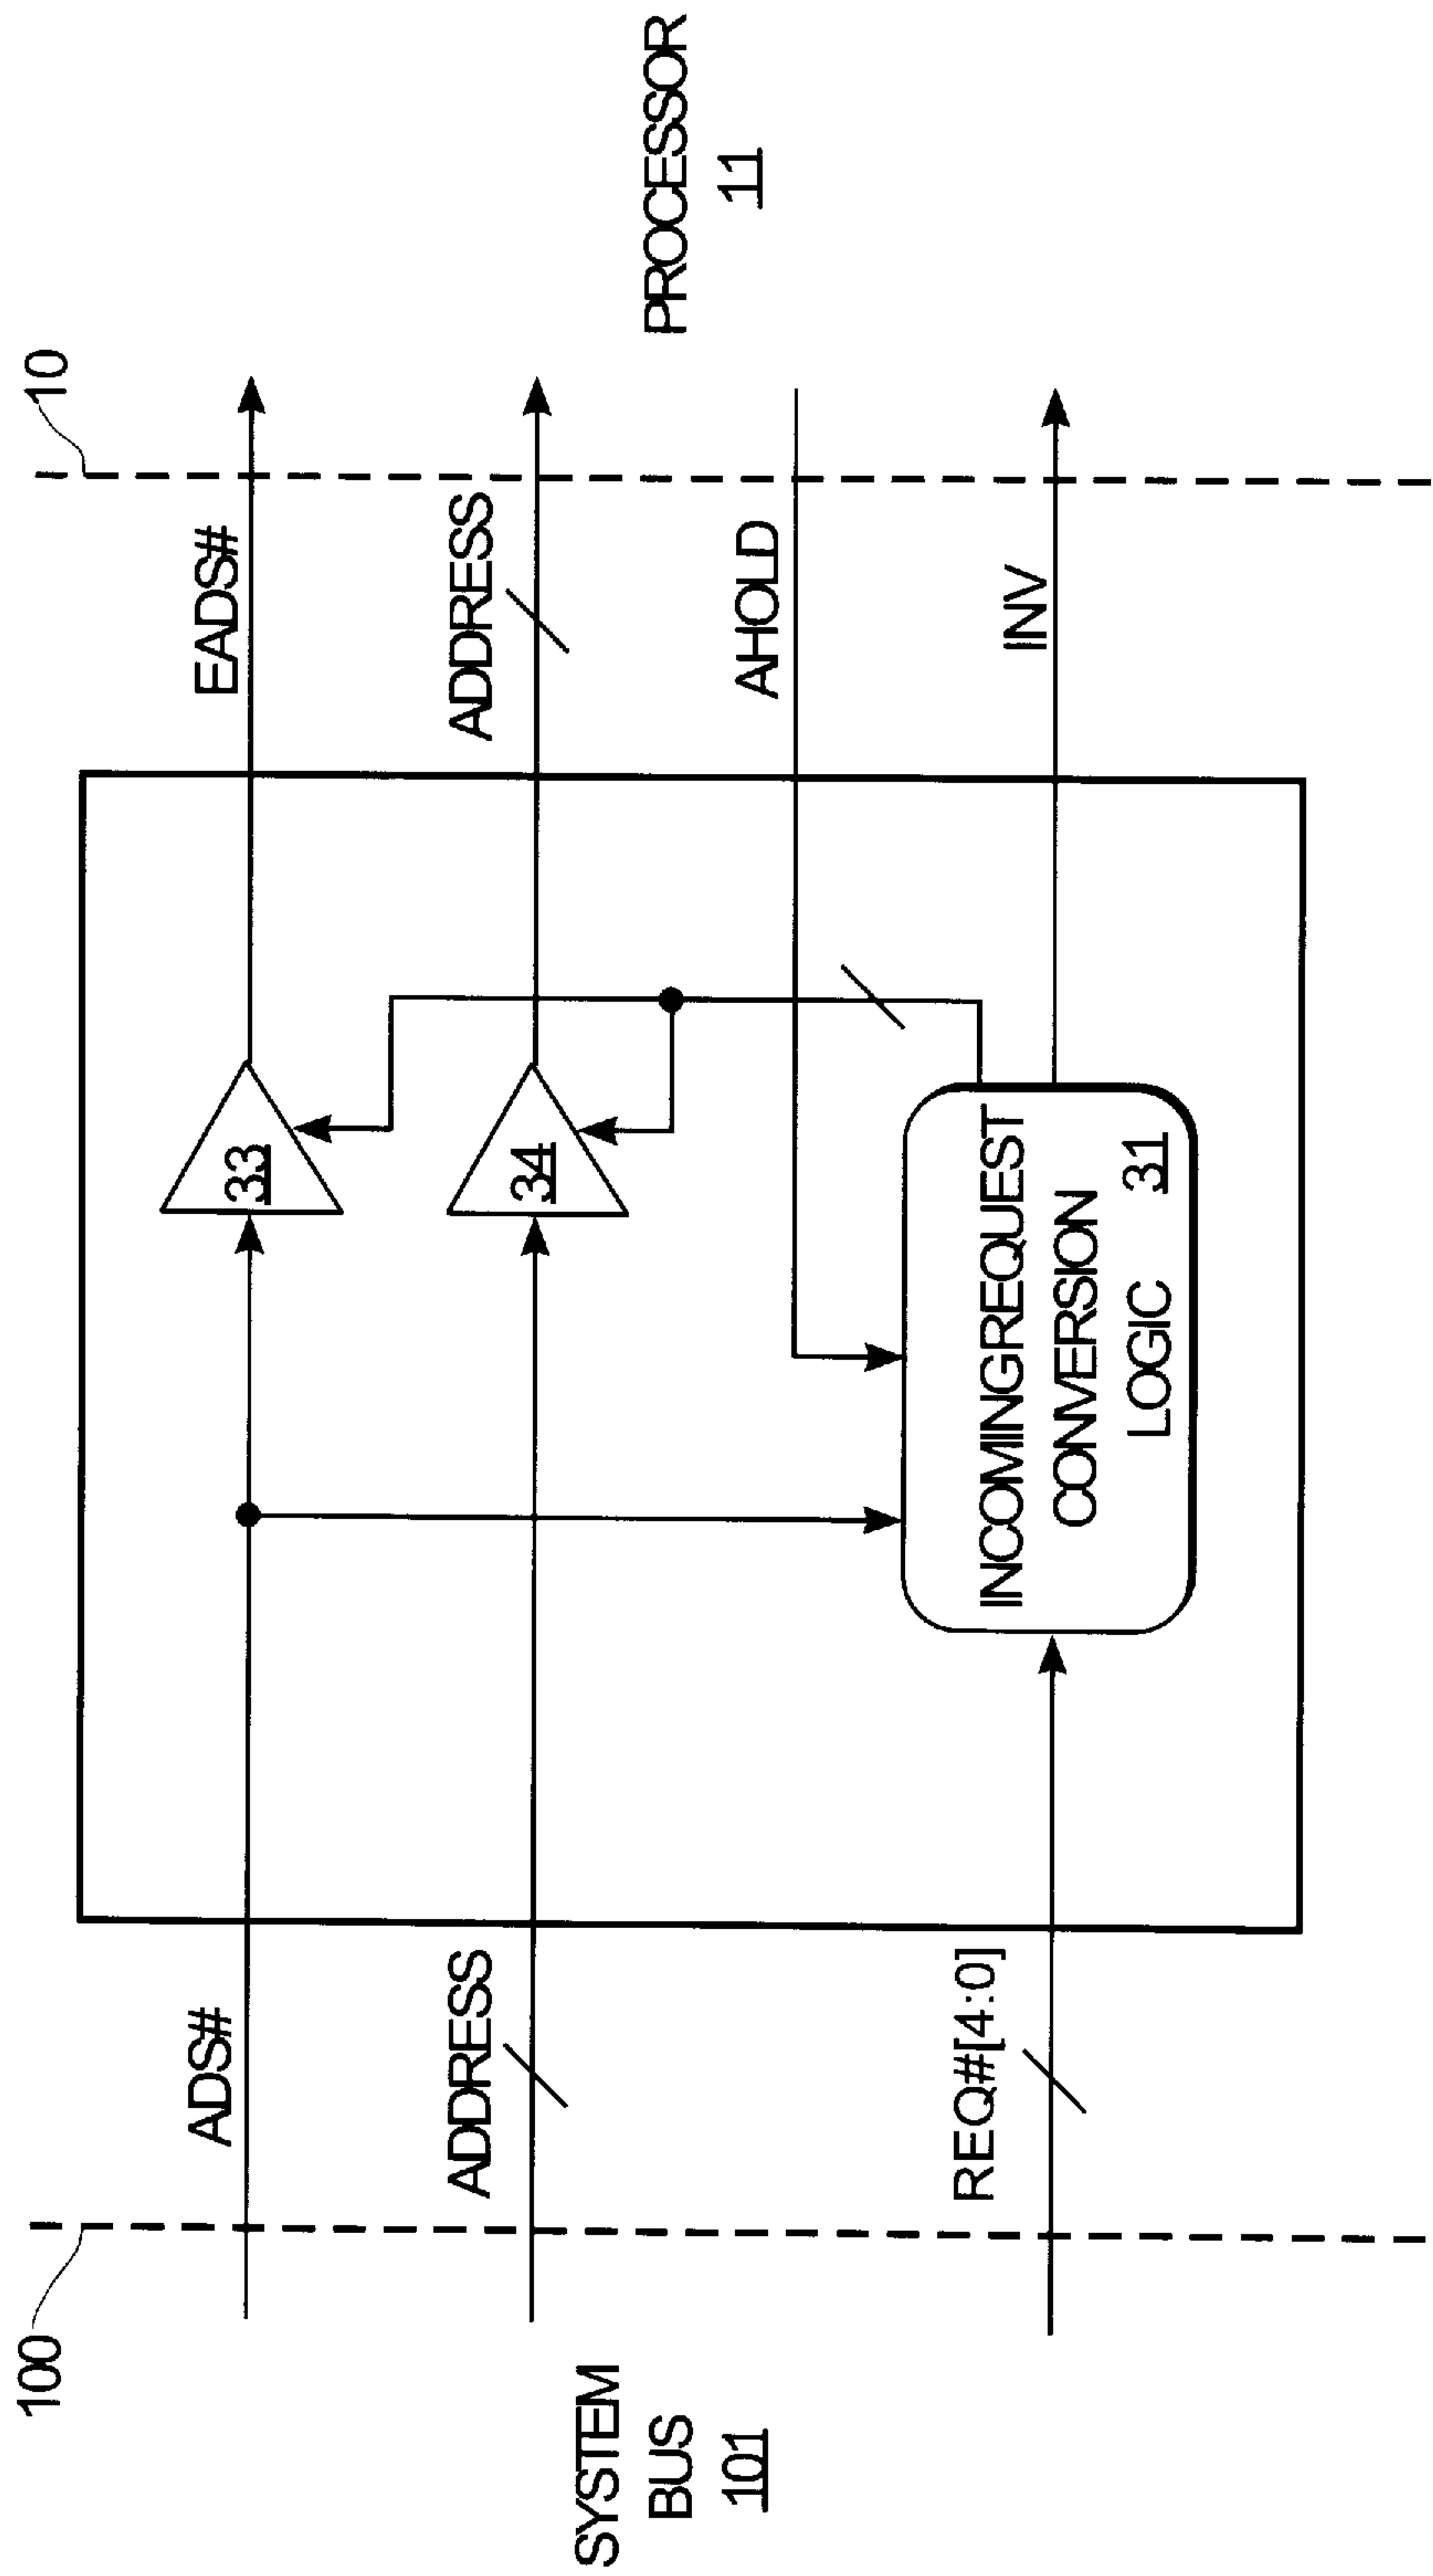 100
10
ADS#
EADS#
33
ADDRESS
ADDRESS
34
SYSTEM
BUS
101
PROCESSOR
11
AHOLD
REQ#[4:0]
INCOMINGREQUEST
CONVERSION
LOGIC 31
INV